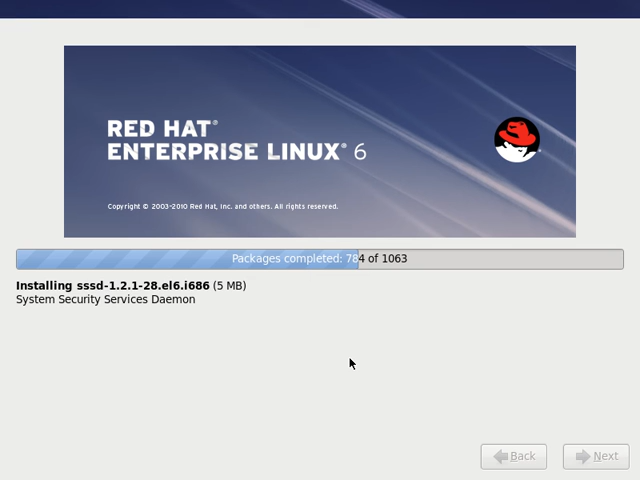 RED HAT®
ENTERPRISE LINUX® 6
Copyright © 2003-2010 Red Hat, Inc. and others. All rights reserved.
Packages completed: 784 of 1063
Installing sssd-1.2.1-28.el6.i686 (5 MB)
System Security Services Daemon
Back
Next